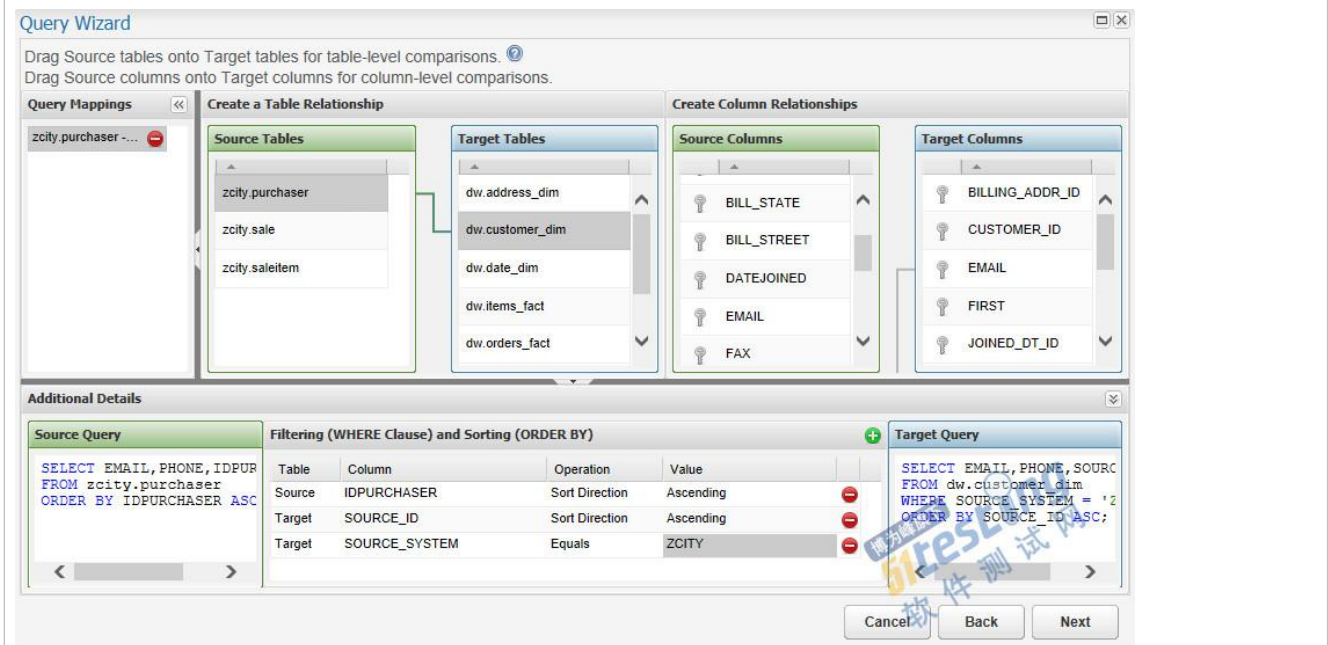 Query Wizard
Drag Source tables onto Target tables for table-level comparisons.
Drag Source columns onto Target columns for column-level comparisons.
Query Mappings
Create a Table Relationship
Create Column Relationships
zcity.purchaser -...
Source Tables
zcity.purchaser
zcity.sale
zcity.saleitem
Target Tables
dw.address_dim
dw.customer_dim
dw.date_dim
dw.items_fact
dw.orders_fact
Source Columns
BILL_STATE
BILL_STREET
DATEJOINED
EMAIL
FAX
Target Columns
BILLING_ADDR_ID
CUSTOMER_ID
EMAIL
FIRST
JOINED_DT_ID
Additional Details
Source Query
SELECT EMAIL,PHONE,IDPUR
FROM zcity.purchaser
ORDER BY IDPURCHASER ASC
Filtering (WHERE Clause) and Sorting (ORDER BY)
Table Column Operation Value
Source IDPURCHASER Sort Direction Ascending
Target SOURCE_ID Sort Direction Ascending
Target SOURCE_SYSTEM Equals ZCITY
Target Query
SELECT EMAIL,PHONE,SOURC
FROM dw.customer_dim
WHERE SOURCE_SYSTEM = 'Z
ORDER BY SOURCE_ID ASC;
博为峰旗下
51testing
软件测试网
Cancel Back Next